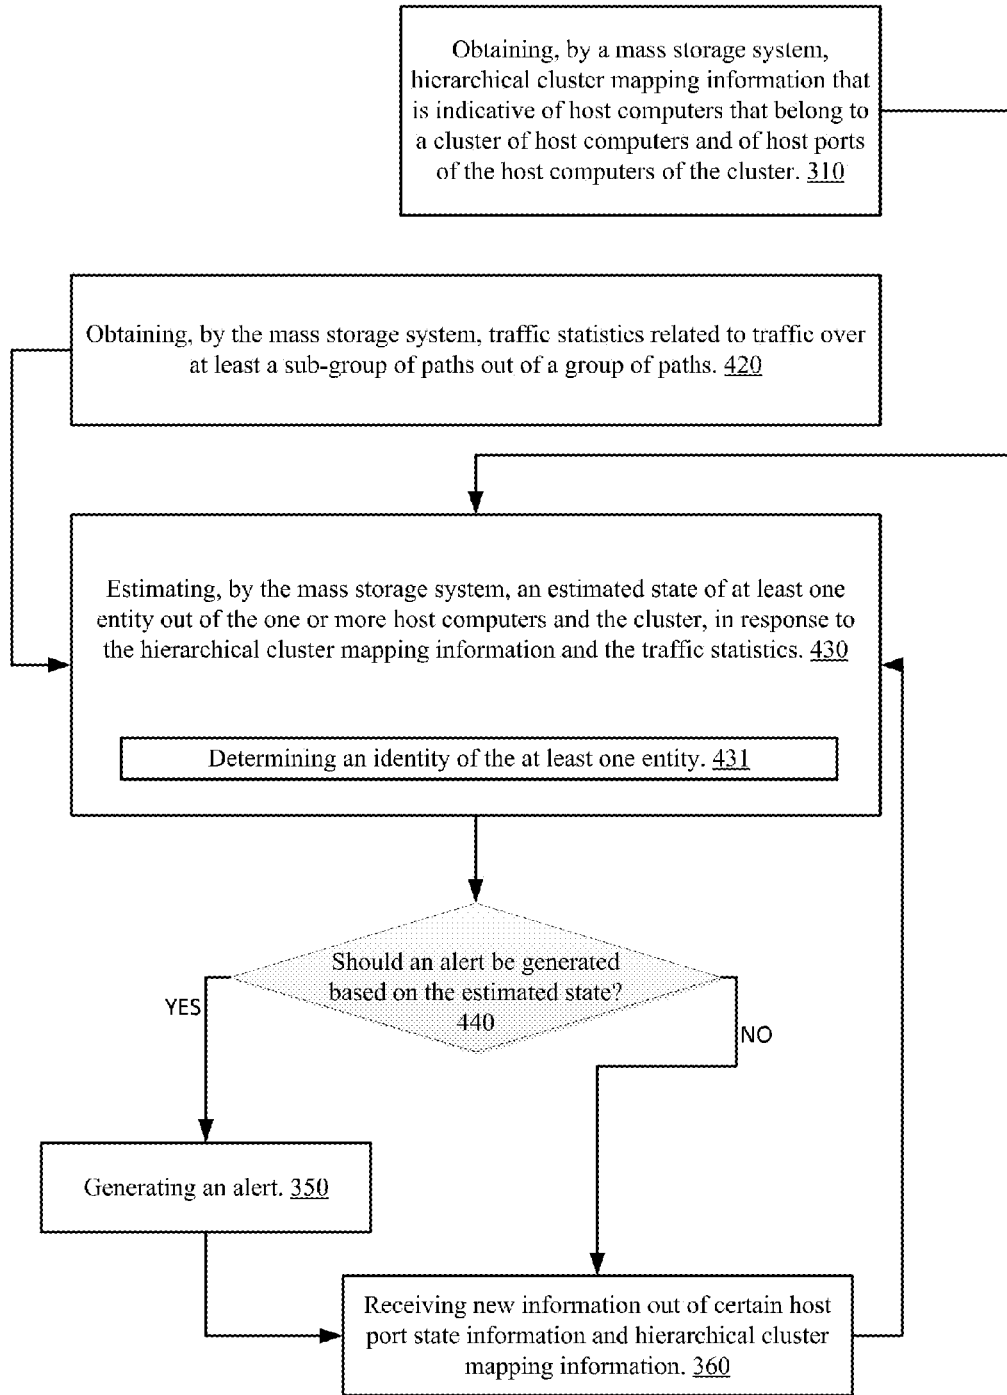 Obtaining, by a mass storage system,
hierarchical cluster mapping information that
is indicative of host computers that belong to
a cluster of host computers and of host ports
of the host computers of the cluster. 310
Obtaining, by the mass storage system, traffic statistics related to traffic over
at least a sub-group of paths out of a group of paths. 420
Estimating, by the mass storage system, an estimated state of at least one
entity out of the one or more host computers and the cluster, in response to
the hierarchical cluster mapping information and the traffic statistics. 430
Determining an identity of the at least one entity. 431
Should an alert be generated
based on the estimated state?
440
YES
NO
Generating an alert. 350
Receiving new information out of certain host
port state information and hierarchical cluster
mapping information. 360